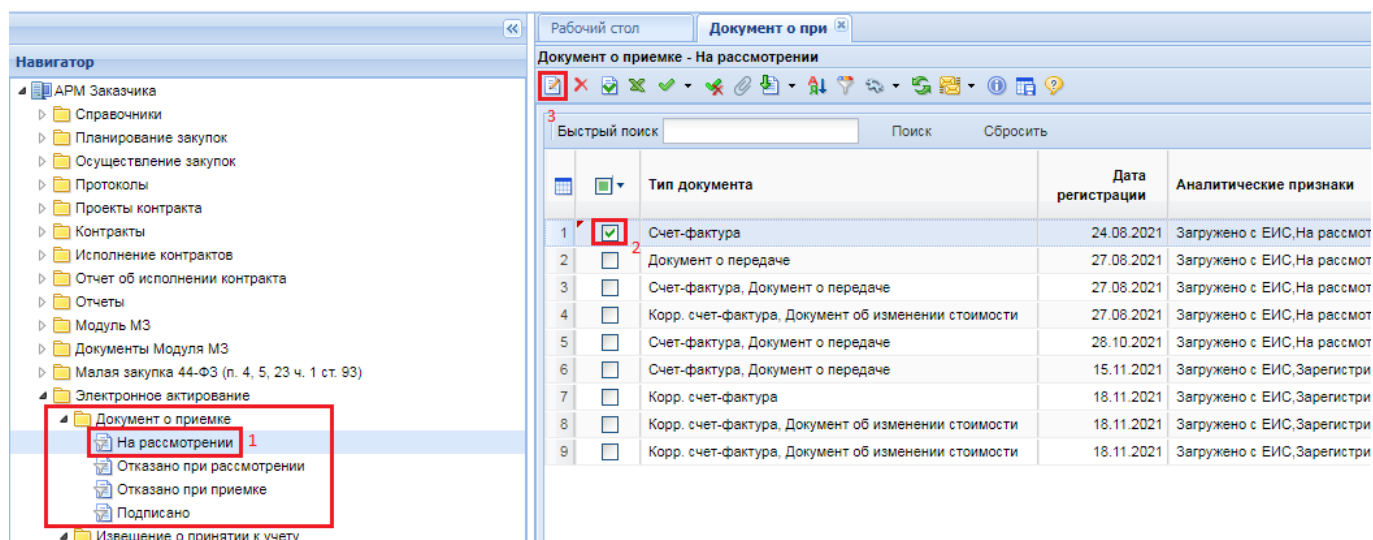 Рабочий стол
Документ о при
Навигатор
Документ о приемке - На рассмотрении
АРМ Заказчика
Справочники
Планирование закупок
Осуществление закупок
Протоколы
Проекты контракта
Контракты
Исполнение контрактов
Отчет об исполнении контракта
Отчеты
Модуль МЗ
Документы Модуля МЗ
Малая закупка 44-ФЗ (п. 4, 5, 23 ч. 1 ст. 93)
Электронное актирование
Документ о приемке
На рассмотрении 1
Отказано при рассмотрении
Отказано при приемке
Подписано
Извещение о принятии к учету
3
Быстрый поиск Поиск Сбросить
Тип документа Дата регистрации Аналитические признаки
1 2 Счет-фактура 24.08.2021 Загружено с ЕИС,На рассмот
2 Документ о передаче 27.08.2021 Загружено с ЕИС,На рассмот
3 Счет-фактура, Документ о передаче 27.08.2021 Загружено с ЕИС,На рассмот
4 Корр. счет-фактура, Документ об изменении стоимости 27.08.2021 Загружено с ЕИС,На рассмот
5 Счет-фактура, Документ о передаче 28.10.2021 Загружено с ЕИС,На рассмот
6 Счет-фактура, Документ о передаче 15.11.2021 Загружено с ЕИС,Зарегистри
7 Корр. счет-фактура 18.11.2021 Загружено с ЕИС,Зарегистри
8 Корр. счет-фактура, Документ об изменении стоимости 18.11.2021 Загружено с ЕИС,Зарегистри
9 Корр. счет-фактура, Документ об изменении стоимости 18.11.2021 Загружено с ЕИС,Зарегистри